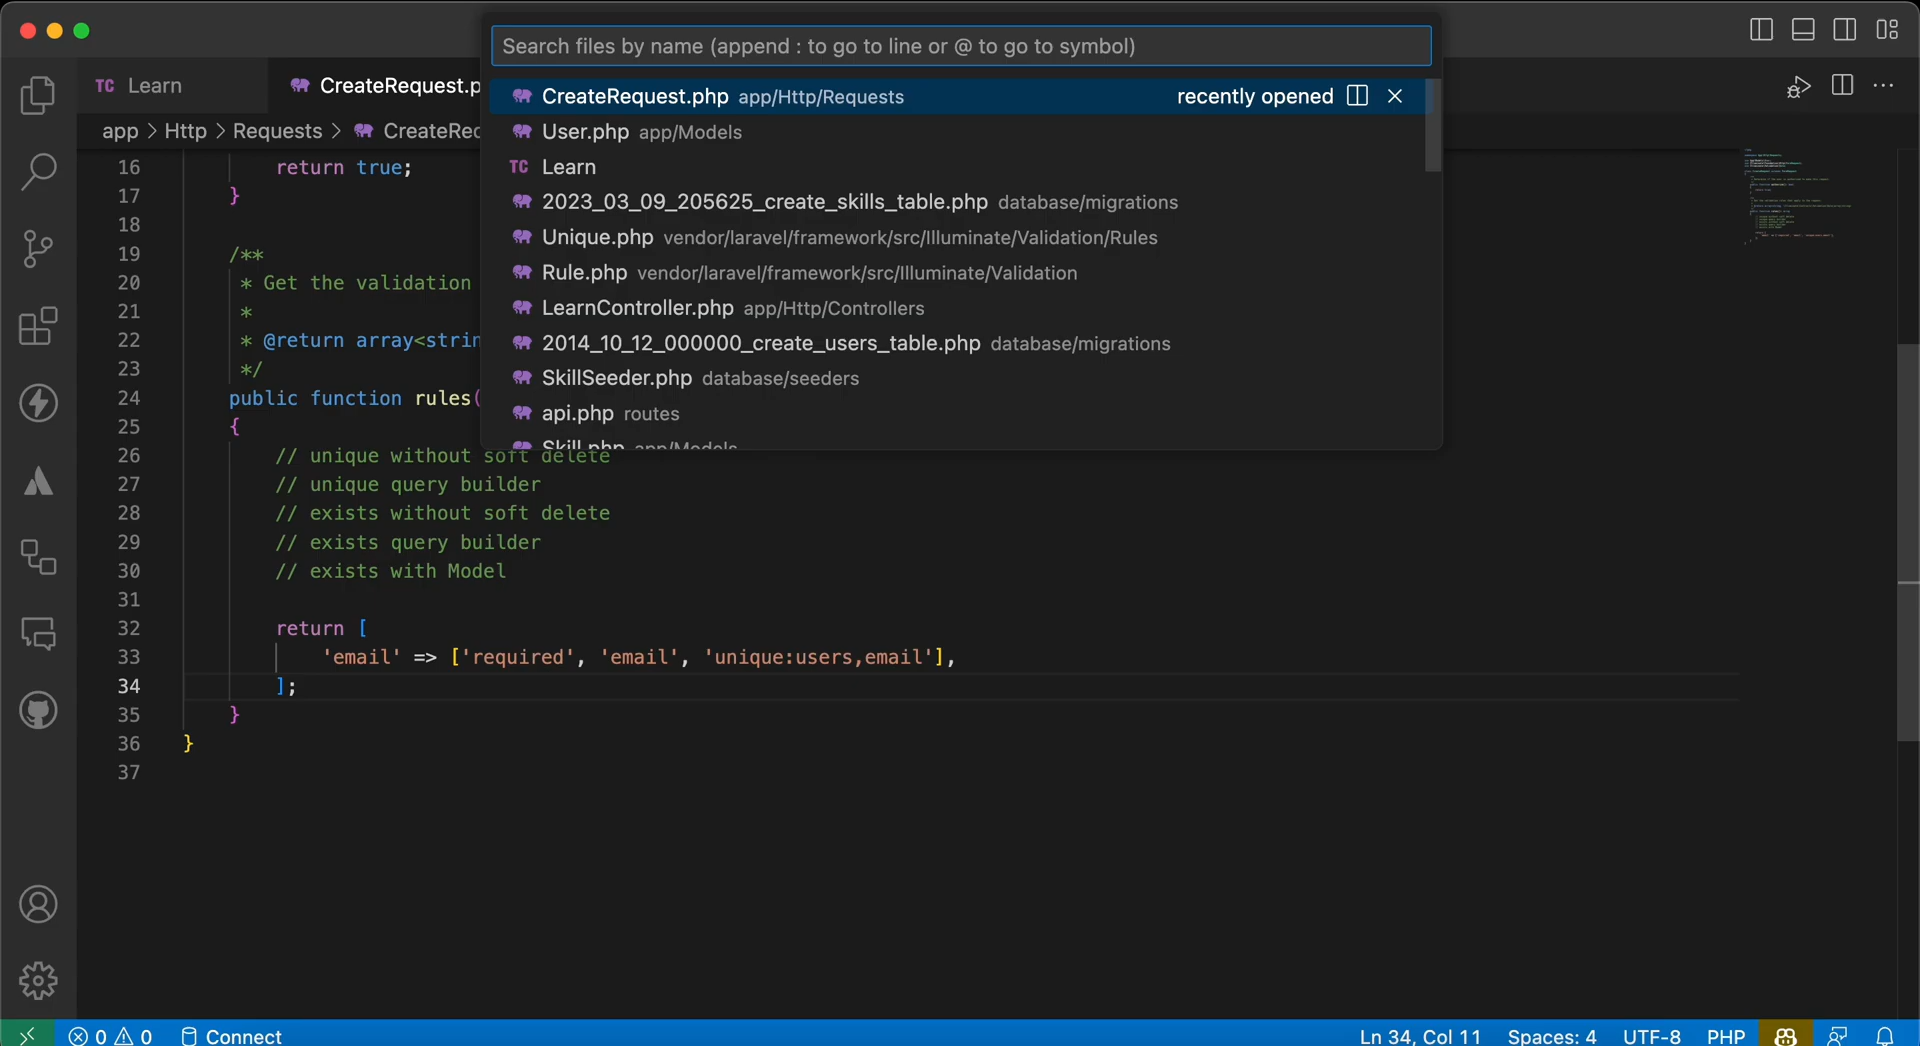 Search files by name (append : to go to line or @ to go to symbol)
TC Learn
CreateRequest.p
CreateRequest.php app/Http/Requests recently opened
User.php app/Models
TC Learn
2023_03_09_205625_create_skills_table.php database/migrations
Unique.php vendor/laravel/framework/src/Illuminate/Validation/Rules
Rule.php vendor/laravel/framework/src/Illuminate/Validation
LearnController.php app/Http/Controllers
2014_10_12_000000_create_users_table.php database/migrations
SkillSeeder.php database/seeders
api.php routes
Skill.php app/Models
app > Http > Requests > CreateRec
16 return true;
17 }
18
19 /**
20 * Get the validation
21 *
22 * @return array<strin
23 */
24 public function rules(
25 {
26 // unique without soft delete
27 // unique query builder
28 // exists without soft delete
29 // exists query builder
30 // exists with Model
31
32 return [
33 'email' => ['required', 'email', 'unique:users,email'],
34 ];
35 }
36 }
37
0 0 Connect Ln 34, Col 11 Spaces: 4 UTF-8 PHP